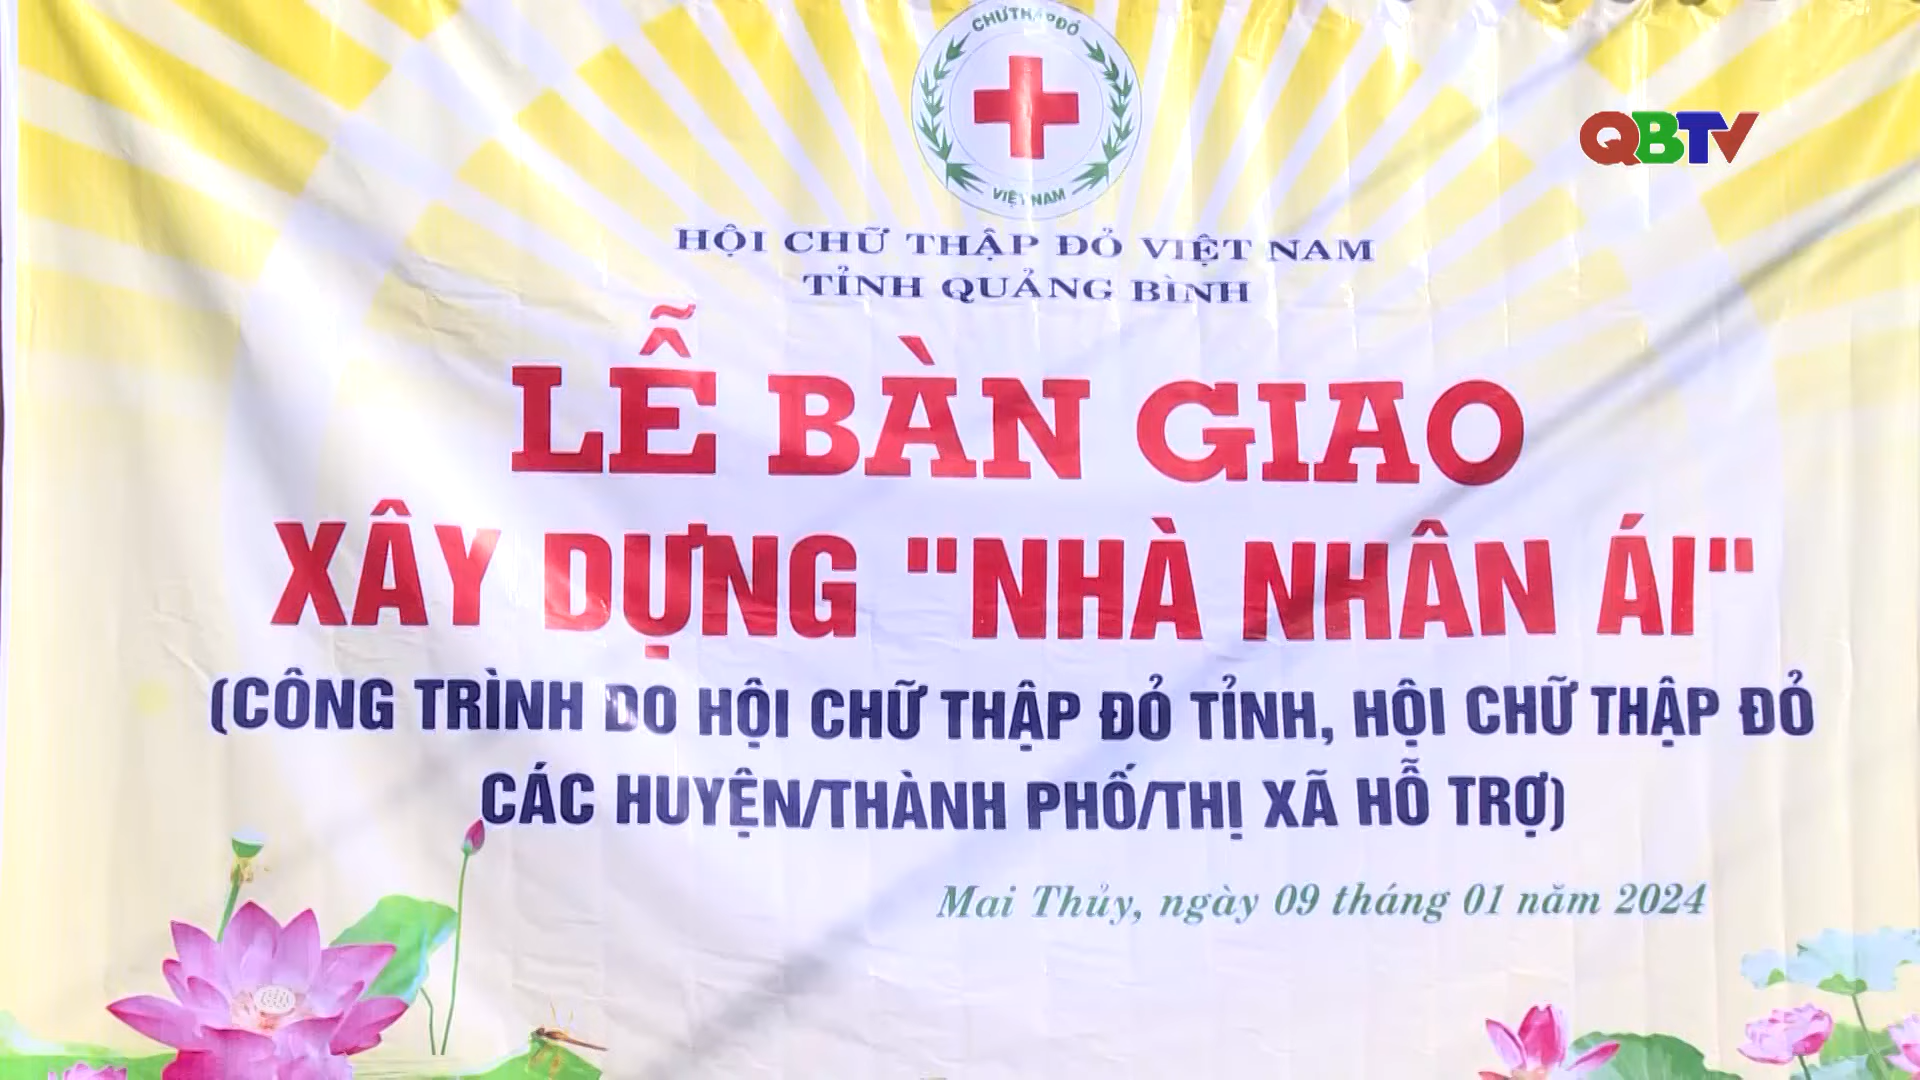 CHỮ THẬP ĐỎ
VIỆT NAM
QBTV
HỘI CHỮ THẬP ĐỎ VIỆT NAM
TỈNH QUẢNG BÌNH
LỄ BÀN GIAO
XÂY DỰNG "NHÀ NHÂN ÁI"
(CÔNG TRÌNH DO HỘI CHỮ THẬP ĐỎ TỈNH, HỘI CHỮ THẬP ĐỎ
CÁC HUYỆN/THÀNH PHỐ/THỊ XÃ HỖ TRỢ)
Mai Thủy, ngày 09 tháng 01 năm 2024